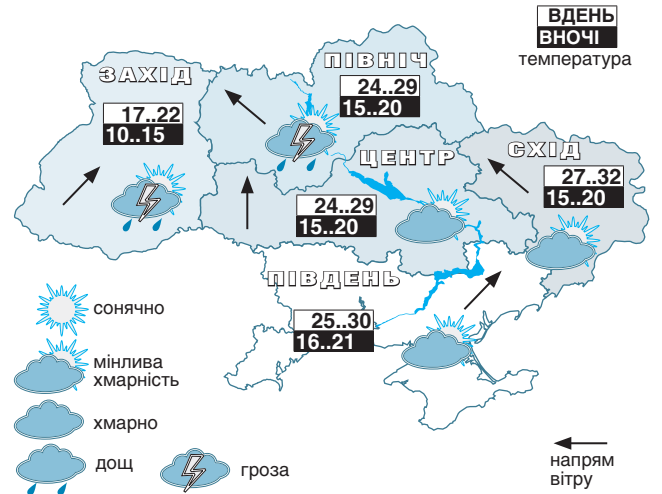 ВДЕНЬ
ВНОЧІ
температура
ЗАХІД
17..22
10..15
ПІВНІЧ
24..29
15..20
ЦЕНТР
24..29
15..20
СХІД
27..32
15..20
ПІВДЕНЬ
25..30
16..21
сонячно
мінлива
хмарність
хмарно
дощ
гроза
напрям
вітру